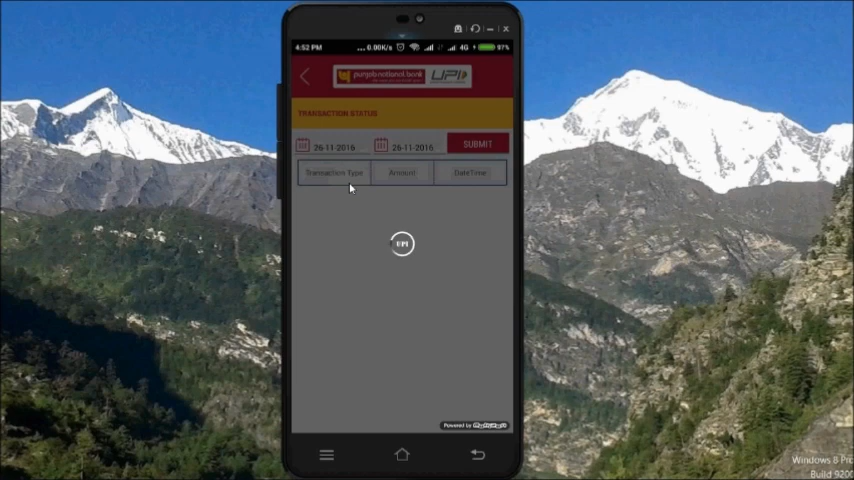 4:52 PM ... 0.00K/s 4G 97%
punjab national bank UPI
TRANSACTION STATUS
26-11-2016 26-11-2016 SUBMIT
Transaction Type Amount DateTime
UPI
Powered by
Windows 8 Pro
Build 9200